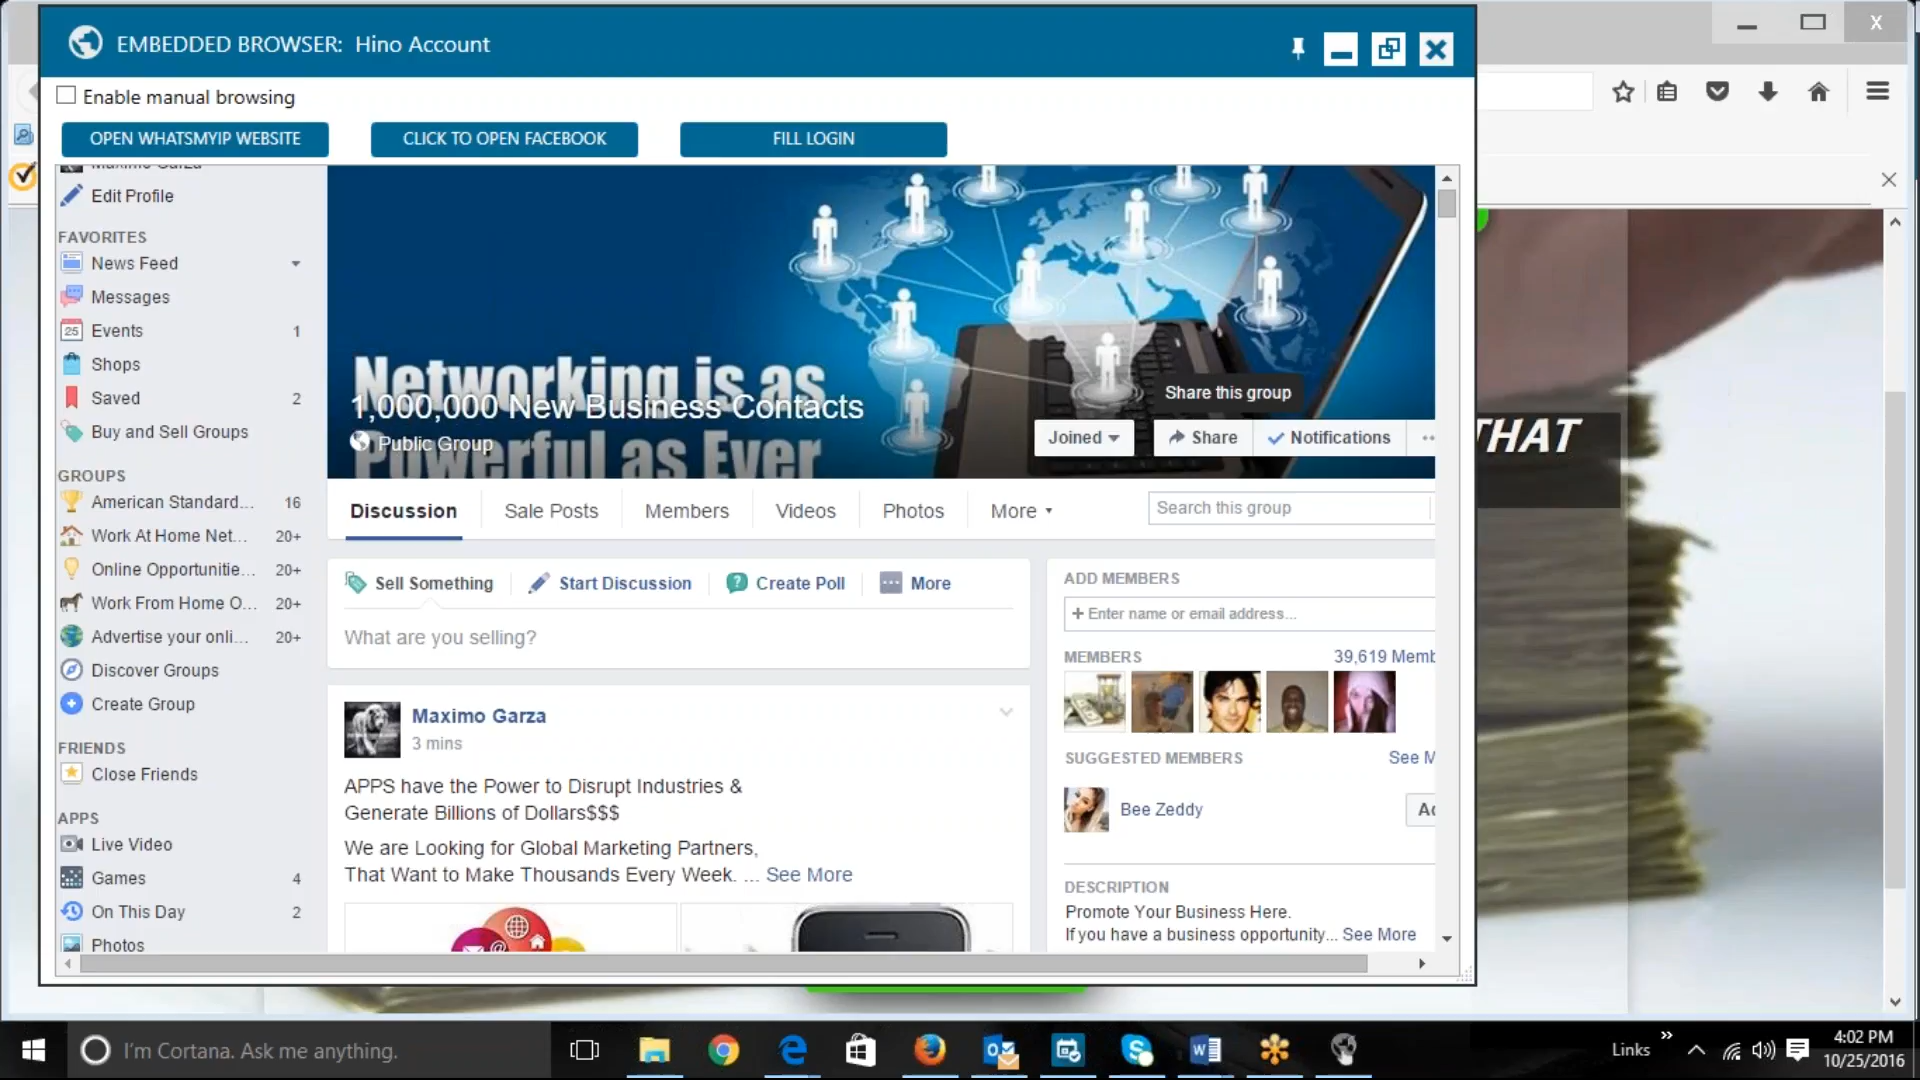 EMBEDDED BROWSER: Hino Account
X
Enable manual browsing
OPEN WHATSMYIP WEBSITE
CLICK TO OPEN FACEBOOK
FILL LOGIN
Maximo Garza
Edit Profile
FAVORITES
News Feed
Messages
25 Events 1
Shops
Saved 2
Buy and Sell Groups
GROUPS
American Standard... 16
Work At Home Net... 20+
Online Opportunitie... 20+
Work From Home O... 20+
Advertise your onli... 20+
Discover Groups
Create Group
FRIENDS
Close Friends
APPS
Live Video
Games 4
On This Day 2
Photos
Networking is as
1,000,000 New Business Contacts
Public Group
Powerful as Ever
Share this group
Joined
Share
Notifications
THAT
Discussion
Sale Posts
Members
Videos
Photos
More
Search this group
Sell Something
Start Discussion
Create Poll
More
What are you selling?
Maximo Garza
3 mins
APPS have the Power to Disrupt Industries &
Generate Billions of Dollars$$$
We are Looking for Global Marketing Partners,
That Want to Make Thousands Every Week. ... See More
ADD MEMBERS
+ Enter name or email address...
MEMBERS 39,619 Memb
SUGGESTED MEMBERS See M
Bee Zeddy
Ad
DESCRIPTION
Promote Your Business Here.
If you have a business opportunity... See More
I'm Cortana. Ask me anything.
Links
4:02 PM
10/25/2016